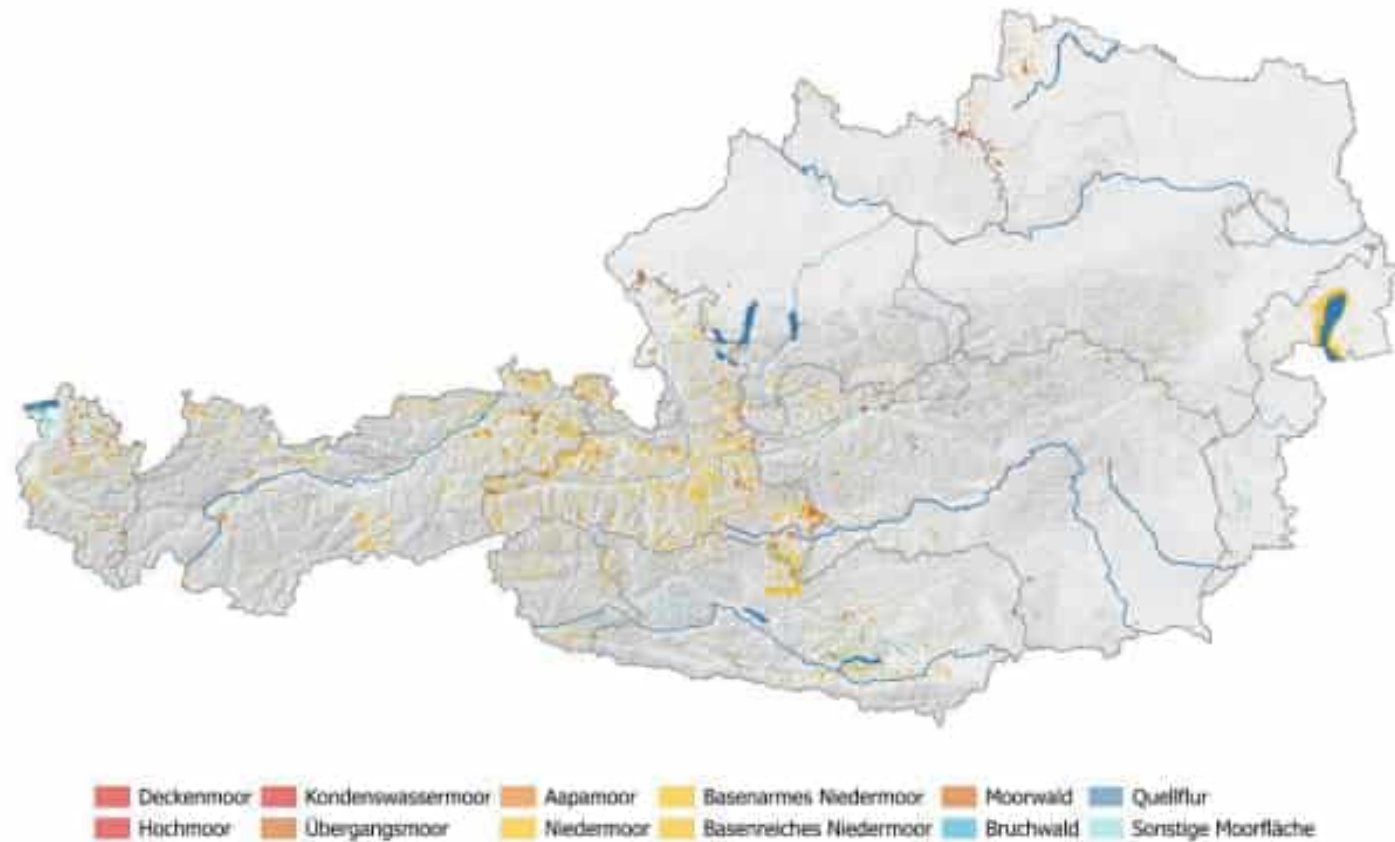 Deckenmoor Kondenswassermoor Aapamoor Basenarmes Niedermoor Moorwald Quellflur
Hochmoor Übergangsmoor Niedermoor Basenreiches Niedermoor Bruchwald Sonstige Moorfläche